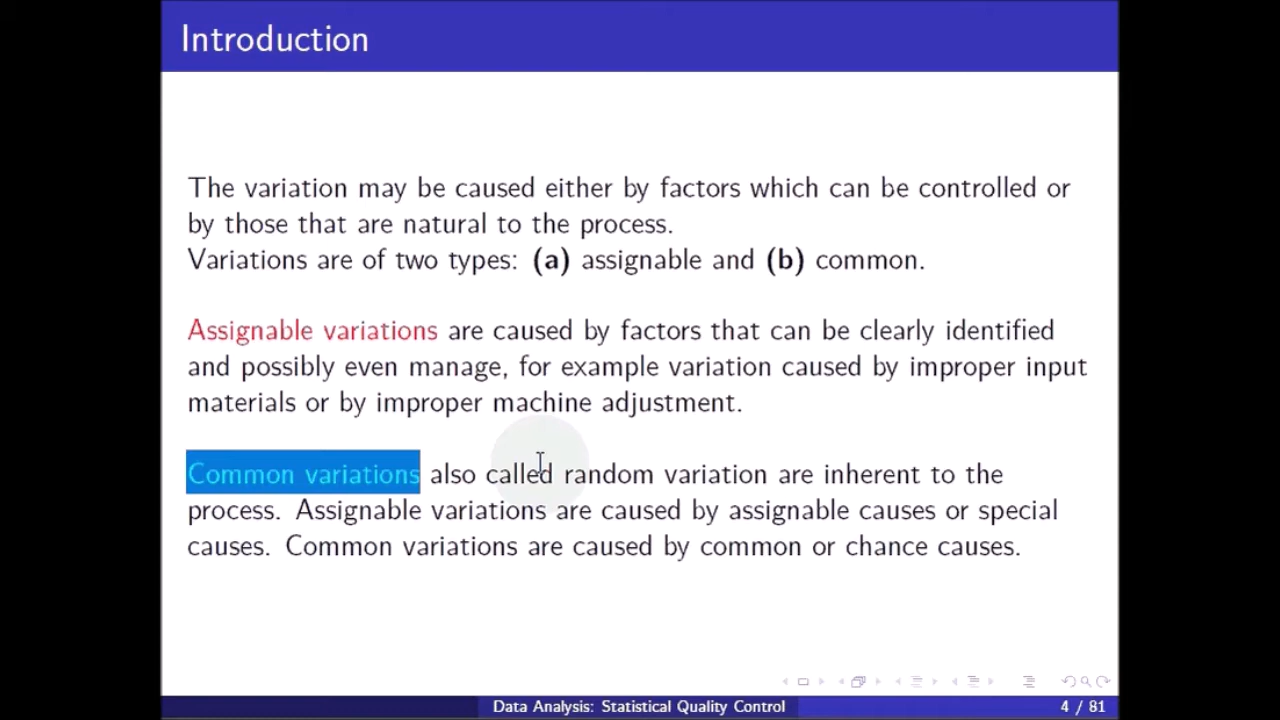 Introduction
The variation may be caused either by factors which can be controlled or
by those that are natural to the process.
Variations are of two types: (a) assignable and (b) common.
Assignable variations are caused by factors that can be clearly identified
and possibly even manage, for example variation caused by improper input
materials or by improper machine adjustment.
Common variations also called random variation are inherent to the
process. Assignable variations are caused by assignable causes or special
causes. Common variations are caused by common or chance causes.
Data Analysis: Statistical Quality Control
4 / 81